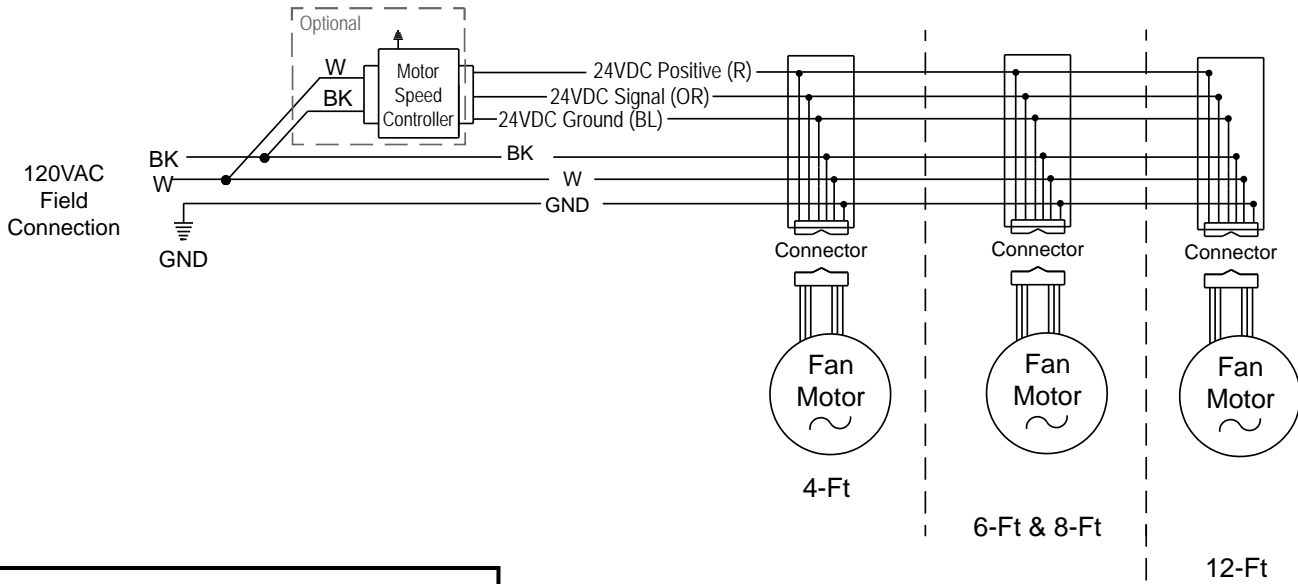 Optional
W
BK
Motor
Speed
Controller
24VDC Positive (R)
24VDC Signal (OR)
24VDC Ground (BL)
120VAC
Field
Connection
BK
W
BK
W
GND
GND
Connector
Connector
Connector
Fan
Motor
Fan
Motor
Fan
Motor
4-Ft
6-Ft & 8-Ft
12-Ft